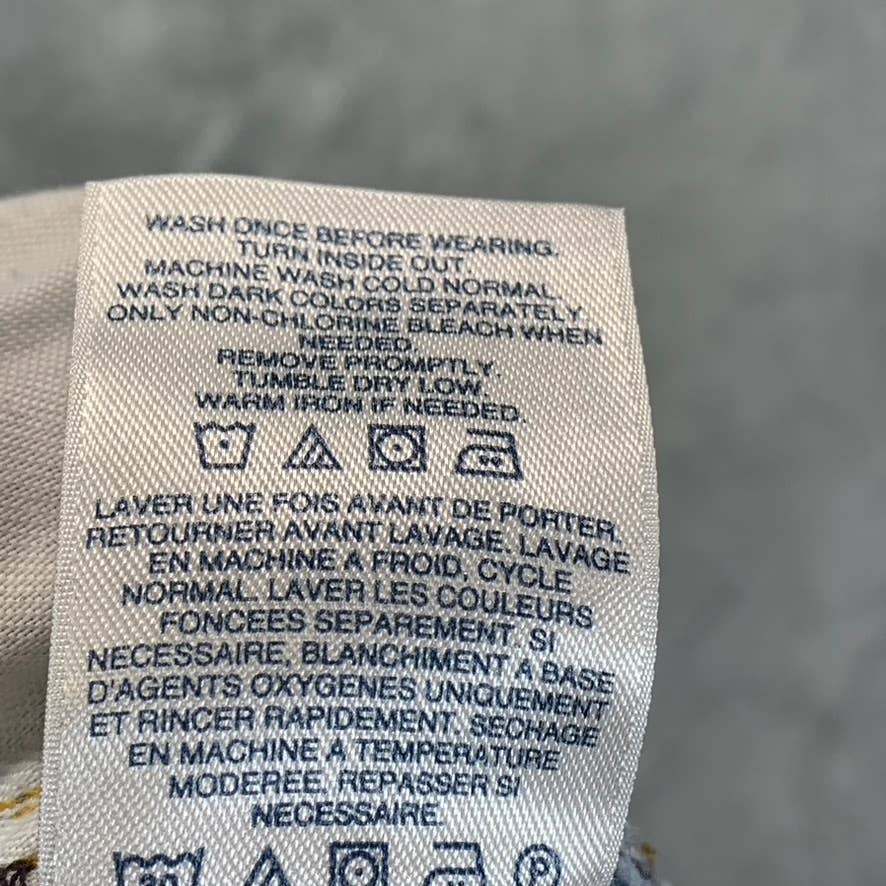 WASH ONCE BEFORE WEARING.
TURN INSIDE OUT.
MACHINE WASH COLD NORMAL.
WASH DARK COLORS SEPARATELY.
ONLY NON-CHLORINE BLEACH WHEN
NEEDED.
REMOVE PROMPTLY.
TUMBLE DRY LOW.
WARM IRON IF NEEDED.
LAVER UNE FOIS AVANT DE PORTER.
RETOURNER AVANT LAVAGE. LAVAGE
EN MACHINE A FROID, CYCLE
NORMAL. LAVER LES COULEURS
FONCEES SEPAREMENT. SI
NECESSAIRE, BLANCHIMENT A BASE
D'AGENTS OXYGENES UNIQUEMENT
ET RINCER RAPIDEMENT. SECHAGE
EN MACHINE A TEMPERATURE
MODEREE. REPASSER SI
NECESSAIRE.
30 P